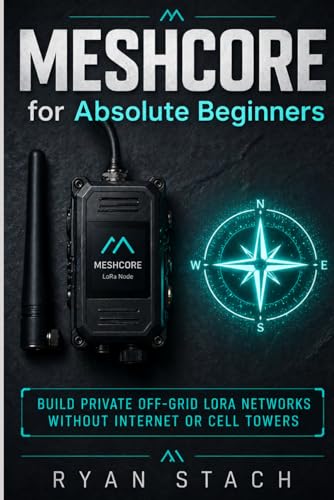 MESHCORE
for Absolute Beginners
MESHCORE
LoRa Node
N
W
E
S
BUILD PRIVATE OFF-GRID LORA NETWORKS
WITHOUT INTERNET OR CELL TOWERS
RYAN STACH